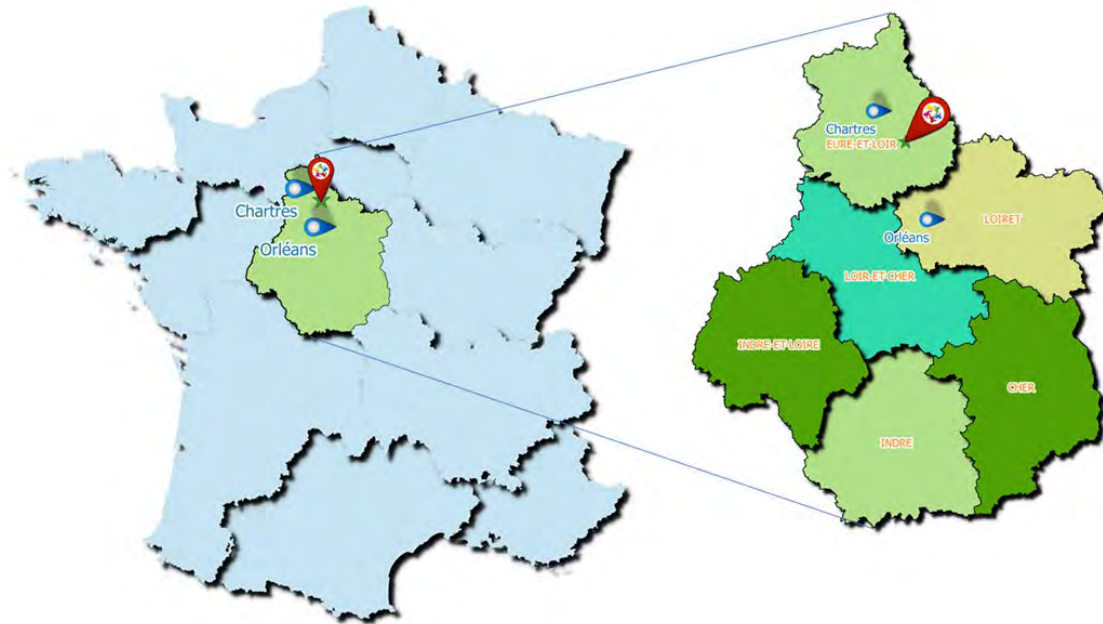 Chartres
Orléans
Chartres
EURE-ET-LOIR
LOIRET
Orléans
LOIR-ET-CHER
INDRE-ET-LOIRE
CHER
INDRE